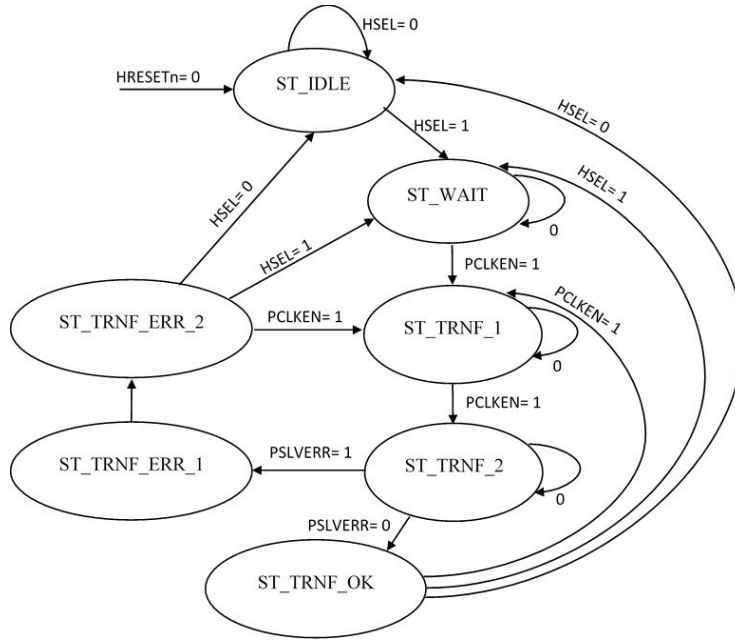 HSEL= 0
HRESETn= 0
ST_IDLE
HSEL= 1
HSEL= 0
HSEL= 1
ST_WAIT
0
HSEL= 0
HSEL= 1
PCLKEN= 1
PCLKEN= 1
ST_TRNF_ERR_2
PCLKEN= 1
ST_TRNF_1
0
PCLKEN= 1
ST_TRNF_ERR_1
PSLVERR= 1
ST_TRNF_2
0
PSLVERR= 0
ST_TRNF_OK